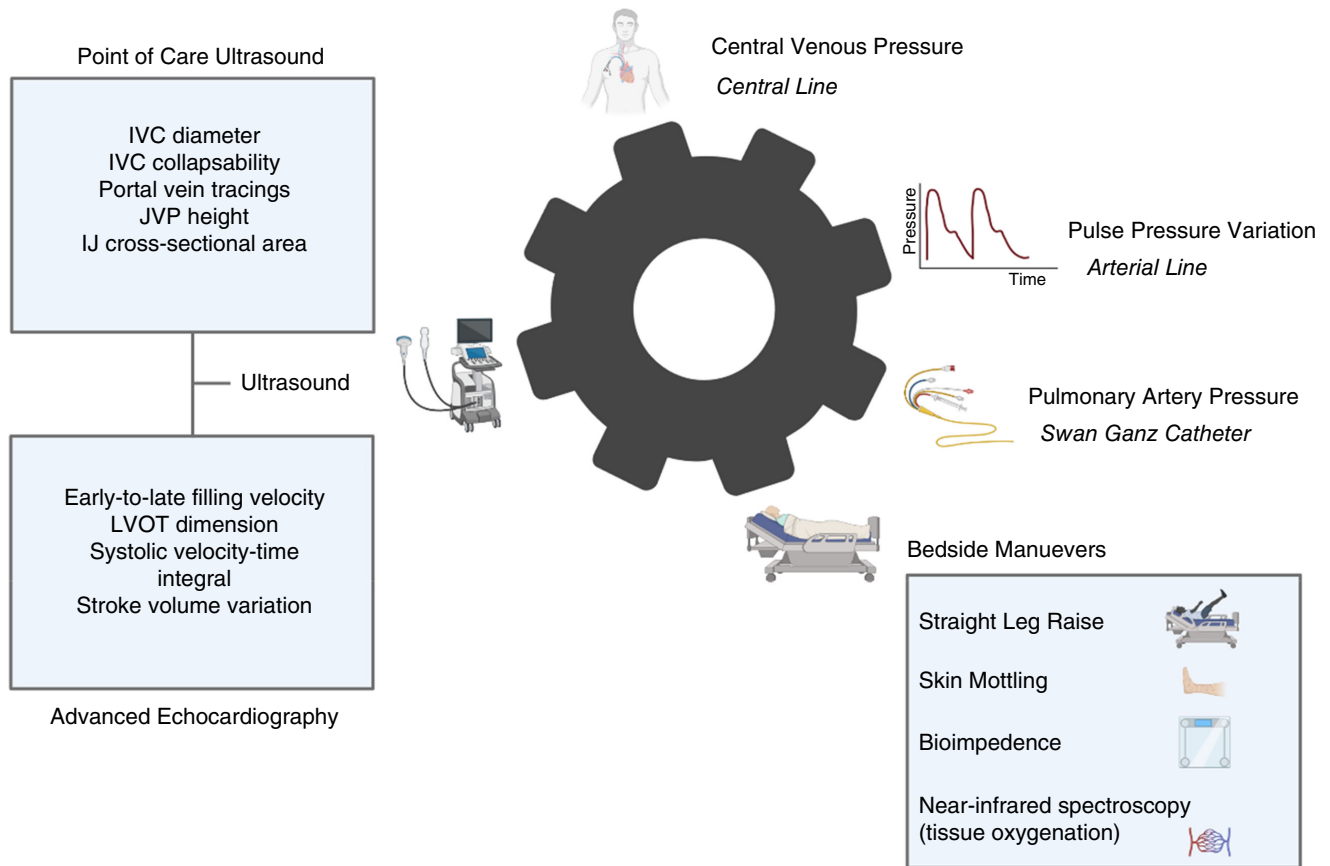 Point of Care Ultrasound
IVC diameter
IVC collapsability
Portal vein tracings
JVP height
IJ cross-sectional area
Ultrasound
Early-to-late filling velocity
LVOT dimension
Systolic velocity-time
integral
Stroke volume variation
Advanced Echocardiography
Central Venous Pressure
Central Line
Pressure
Time
Pulse Pressure Variation
Arterial Line
Pulmonary Artery Pressure
Swan Ganz Catheter
Bedside Manuevers
Straight Leg Raise
Skin Mottling
Bioimpedence
Near-infrared spectroscopy
(tissue oxygenation)